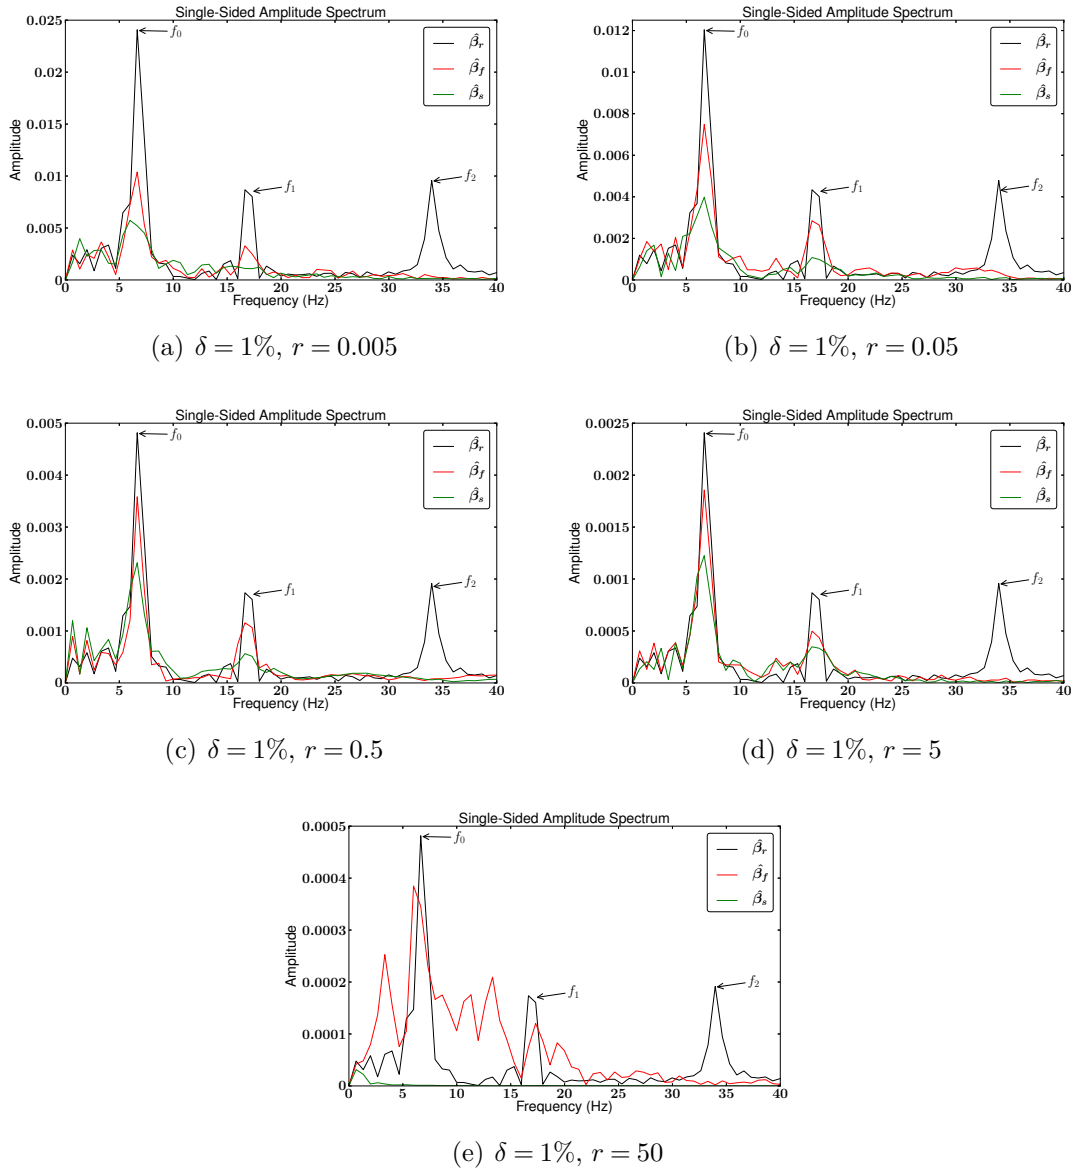 Single-Sided Amplitude Spectrum
0.025
0.020
0.015
0.010
0.005
0
Amplitude
f₀
f₁
f₂
β̂ᵣ
β̂_f
β̂ₛ
0 5 10 15 20 25 30 35 40
Frequency (Hz)
(a) δ = 1%, r = 0.005
Single-Sided Amplitude Spectrum
0.012
0.010
0.008
0.006
0.004
0.002
0
Amplitude
f₀
f₁
f₂
β̂ᵣ
β̂_f
β̂ₛ
0 5 10 15 20 25 30 35 40
Frequency (Hz)
(b) δ = 1%, r = 0.05
Single-Sided Amplitude Spectrum
0.005
0.004
0.003
0.002
0.001
0
Amplitude
f₀
f₁
f₂
β̂ᵣ
β̂_f
β̂ₛ
0 5 10 15 20 25 30 35 40
Frequency (Hz)
(c) δ = 1%, r = 0.5
Single-Sided Amplitude Spectrum
0.0025
0.002
0.0015
0.001
0.0005
0
Amplitude
f₀
f₁
f₂
β̂ᵣ
β̂_f
β̂ₛ
0 5 10 15 20 25 30 35 40
Frequency (Hz)
(d) δ = 1%, r = 5
Single-Sided Amplitude Spectrum
0.0005
0.0004
0.0003
0.0002
0.0001
0
Amplitude
f₀
f₁
f₂
β̂ᵣ
β̂_f
β̂ₛ
0 5 10 15 20 25 30 35 40
Frequency (Hz)
(e) δ = 1%, r = 50